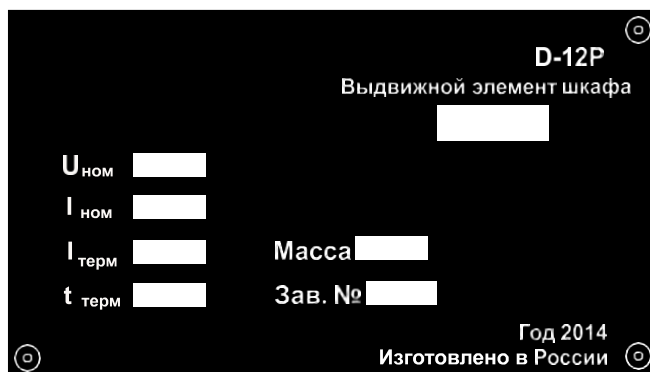 D-12P
Выдвижной элемент шкафа
Uном
I ном
Iтерм Масса
t терм Зав. №
Год 2014
Изготовлено в России